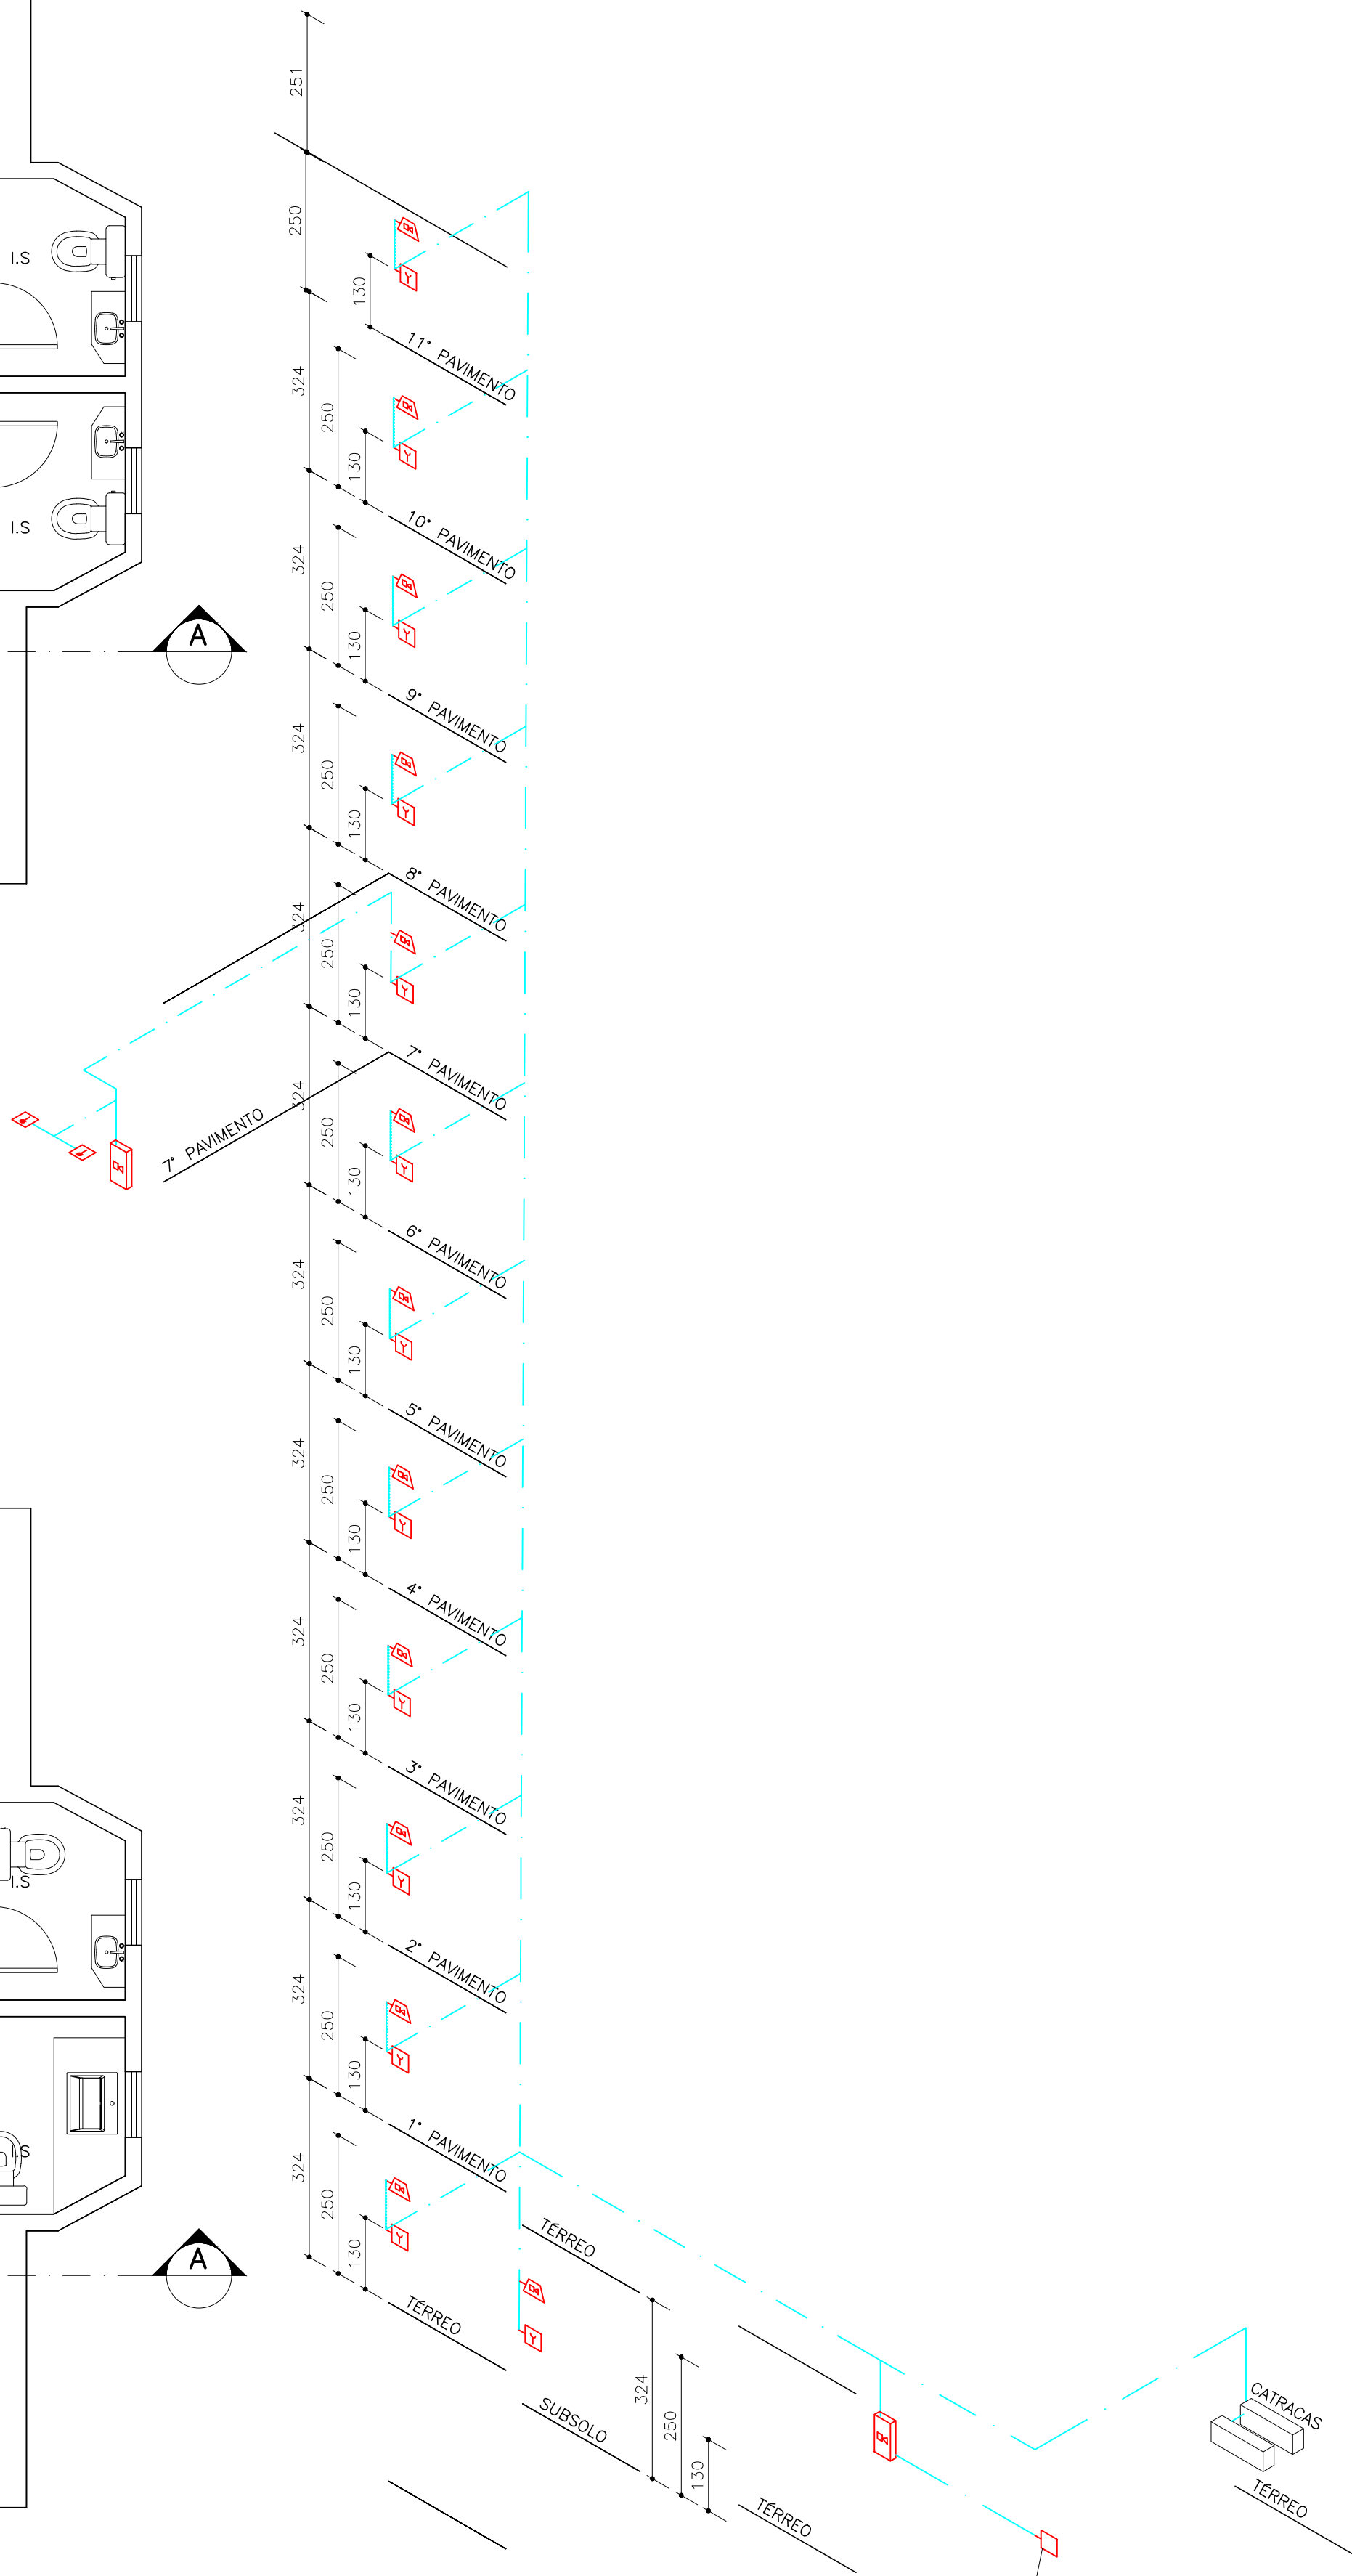 251
250
I.S
130
11° PAVIMENTO
324
250
130
I.S
10° PAVIMENTO
324
250
130
A
9° PAVIMENTO
324
250
130
8° PAVIMENTO
324
250
130
7° PAVIMENTO
7° PAVIMENTO
324
250
130
6° PAVIMENTO
324
250
130
5° PAVIMENTO
324
250
130
4° PAVIMENTO
324
250
130
3° PAVIMENTO
324
250
130
I.S
2° PAVIMENTO
324
250
130
1° PAVIMENTO
I.S
324
250
130
A
TÉRREO
TÉRREO
SUBSOLO
324
250
130
TÉRREO
CATRACAS
TÉRREO